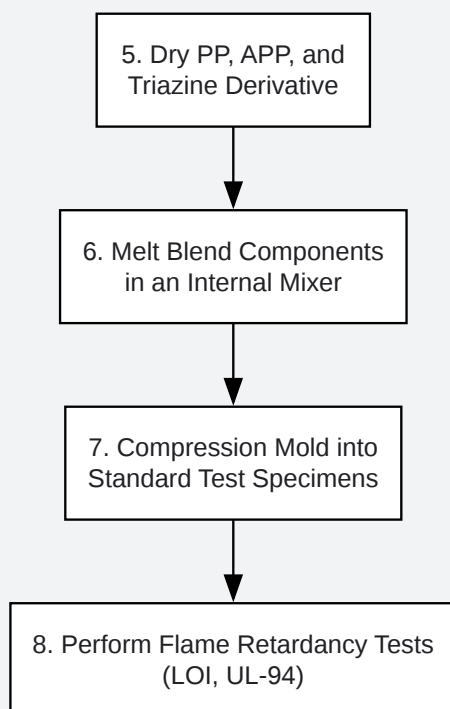 5. Dry PP, APP, and
Triazine Derivative
6. Melt Blend Components
in an Internal Mixer
7. Compression Mold into
Standard Test Specimens
8. Perform Flame Retardancy Tests
(LOI, UL-94)